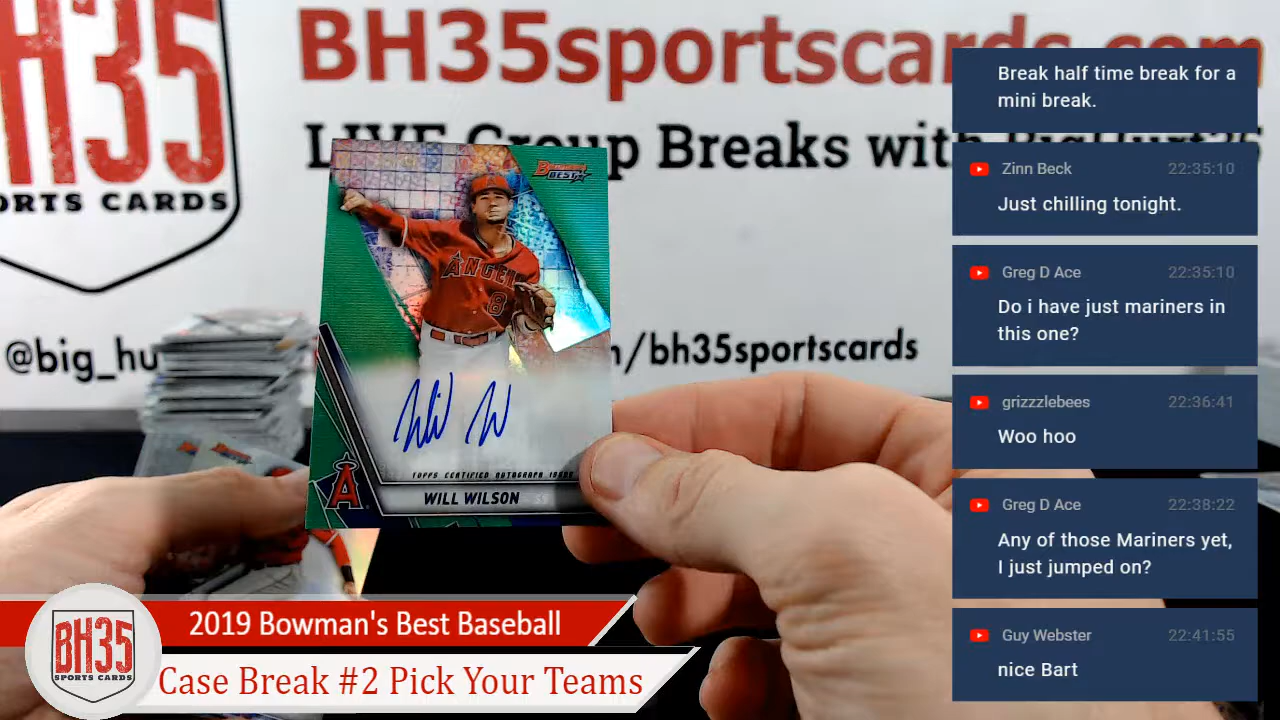 BH35
ORTS CARDS
BH35sportscards.com
LIVE Group Breaks with
@big_hu
/bh35sportscards
BOWMAN'S BEST
ANGELS
8
TOPPS CERTIFIED AUTOGRAPH ISSUE
A
WILL WILSON
BH35
SPORTS CARDS
2019 Bowman's Best Baseball
Case Break #2 Pick Your Teams
Break half time break for a
mini break.
Zinn Beck 22:35:10
Just chilling tonight.
Greg D Ace 22:35:10
Do i have just mariners in
this one?
grizzzlebees 22:36:41
Woo hoo
Greg D Ace 22:38:22
Any of those Mariners yet,
I just jumped on?
Guy Webster 22:41:55
nice Bart